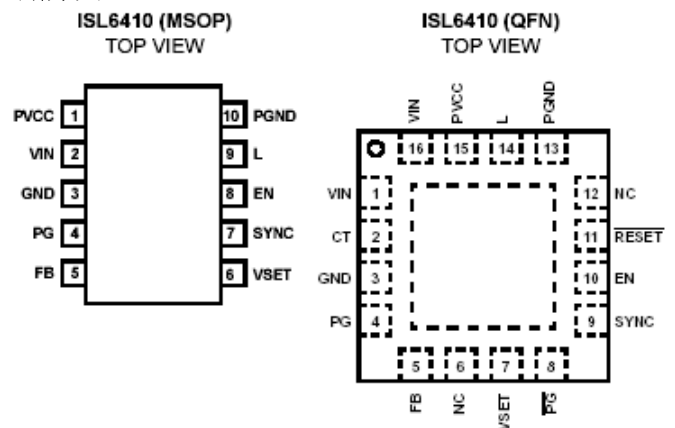 ISL6410 (MSOP)
TOP VIEW
PVCC 1
VIN 2
GND 3
PG 4
FB 5
10 PGND
9 L
8 EN
7 SYNC
6 VSET
ISL6410 (QFN)
TOP VIEW
VIN PVCC L PGND
16 15 14 13
VIN 1
CT 2
GND 3
PG 4
12 NC
11 R̅E̅S̅E̅T̅
10 EN
9 SYNC
5 6 7 8
FB NC VSET P̅G̅